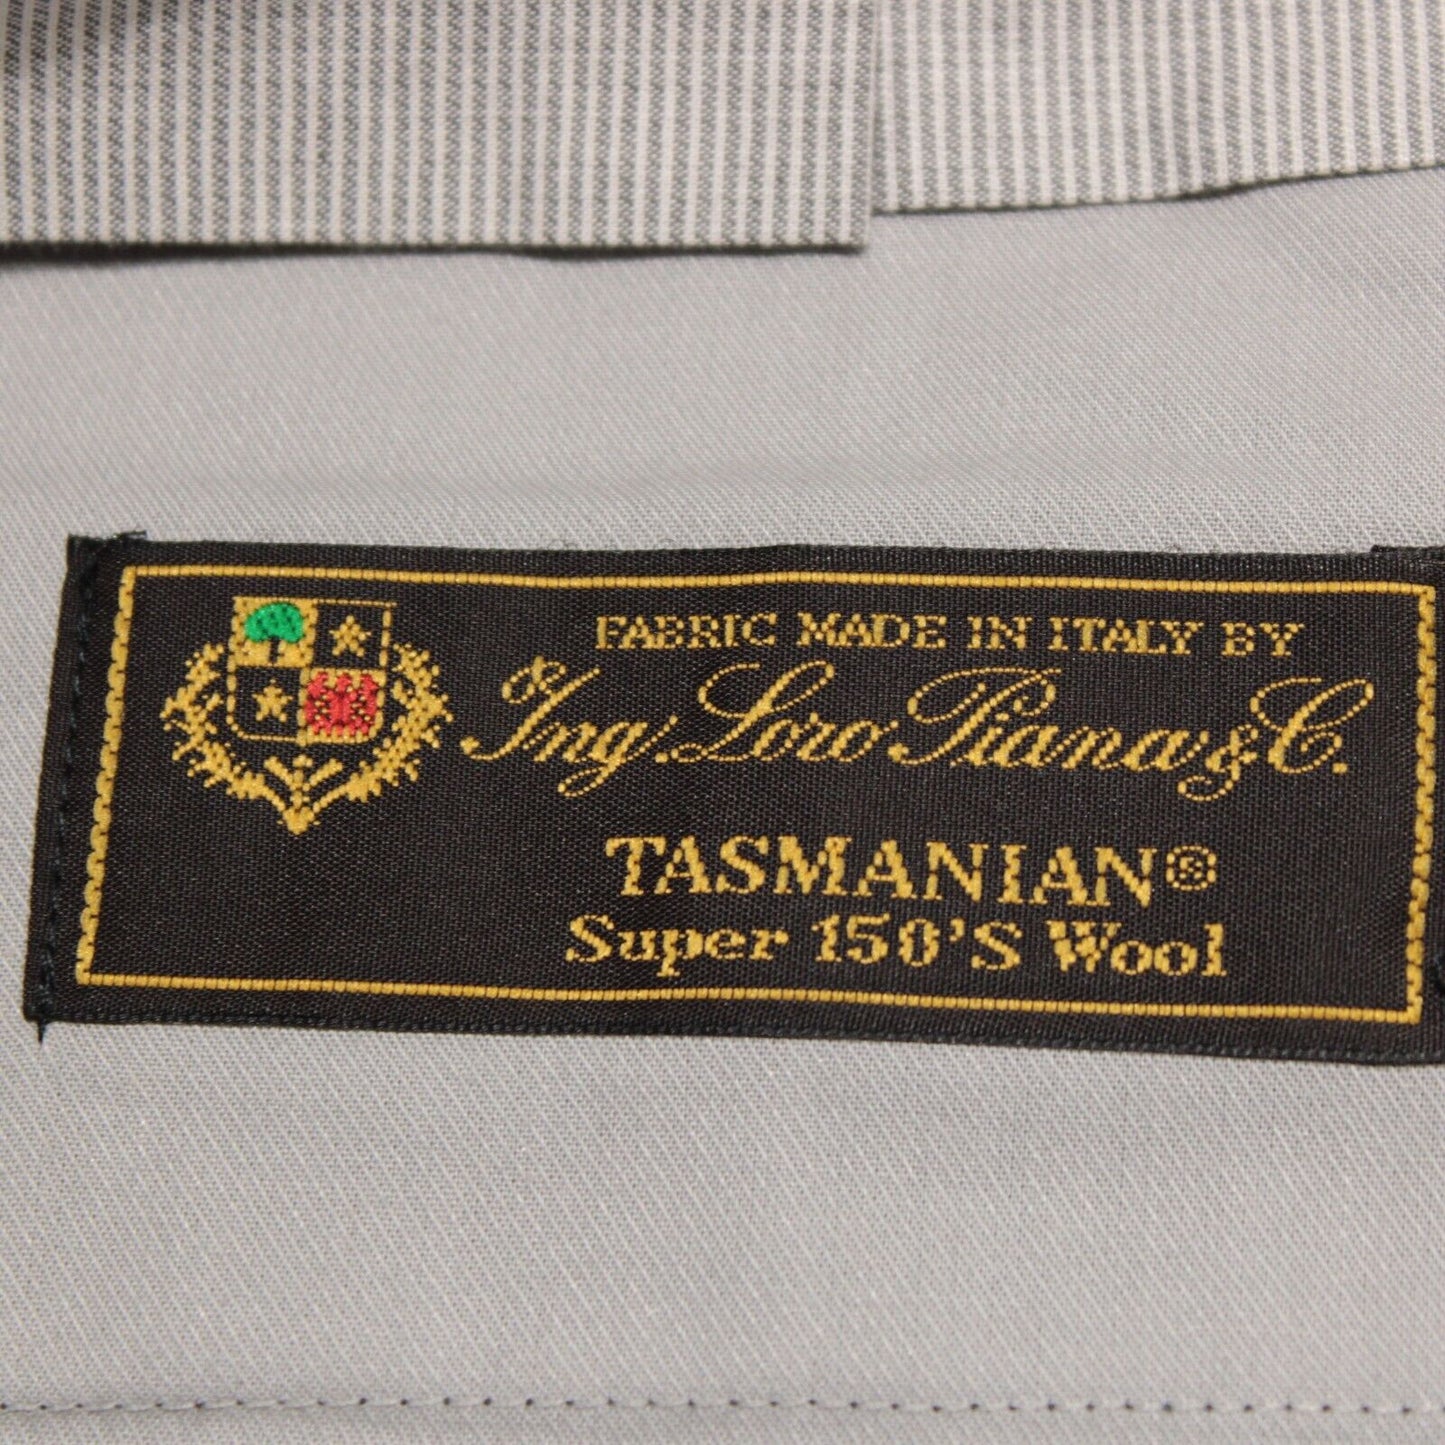 FABRIC MADE IN ITALY BY
Ing. Loro Piana & C.
TASMANIAN®
Super 150'S Wool